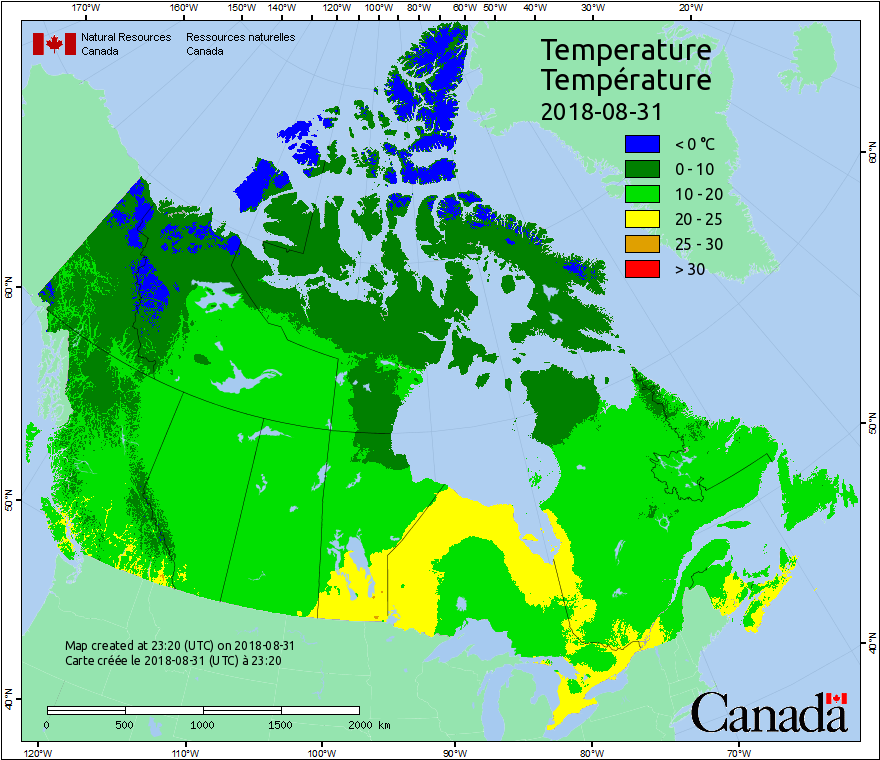 170°W 160°W 150°W 140°W 120°W 100°W 80°W 60°W 50°W 40°W 30°W 20°W
Natural Resources Ressources naturelles
Canada Canada
Temperature
Température
2018-08-31
< 0 °C
0 - 10
10 - 20
20 - 25
25 - 30
> 30
60°N
60°N
50°N
50°N
40°N
40°N
Map created at 23:20 (UTC) on 2018-08-31
Carte créée le 2018-08-31 (UTC) à 23:20
0 500 1000 1500 2000 km
Canada
120°W 110°W 100°W 90°W 80°W 70°W